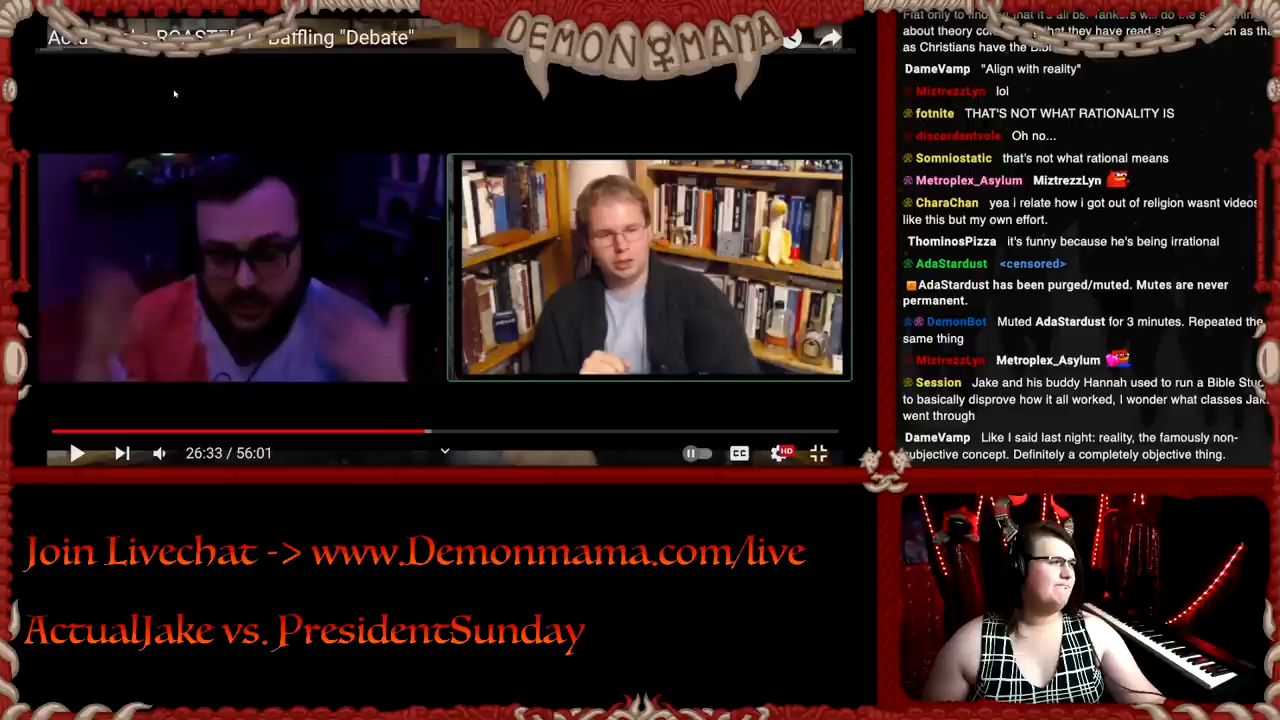 "Debate"
DEMON MAMA
about theory
as Christians have the
DameVamp "Align with reality"
MiztrezzLyn lol
fotnite THAT'S NOT WHAT RATIONALITY IS
discordantvole Oh no...
Somniostatic that's not what rational means
Metroplex_Asylum MiztrezzLyn
CharaChan yea i relate how i got out of religion wasnt videos
like this but my own effort.
ThominosPizza it's funny because he's being irrational
AdaStardust <censored>
AdaStardust has been purged/muted. Mutes are never
permanent.
DemonBot Muted AdaStardust for 3 minutes. Repeated the
same thing
MiztrezzLyn Metroplex_Asylum
Session Jake and his buddy Hannah used to run a Bible
to basically disprove how it all worked, I wonder what classes
went through
DameVamp Like I said last night: reality, the famously non-
subjective concept. Definitely a completely objective thing.
26:33 / 56:01
CC
HD
Join Livechat -> www.Demonmama.com/live
ActualJake vs. PresidentSunday